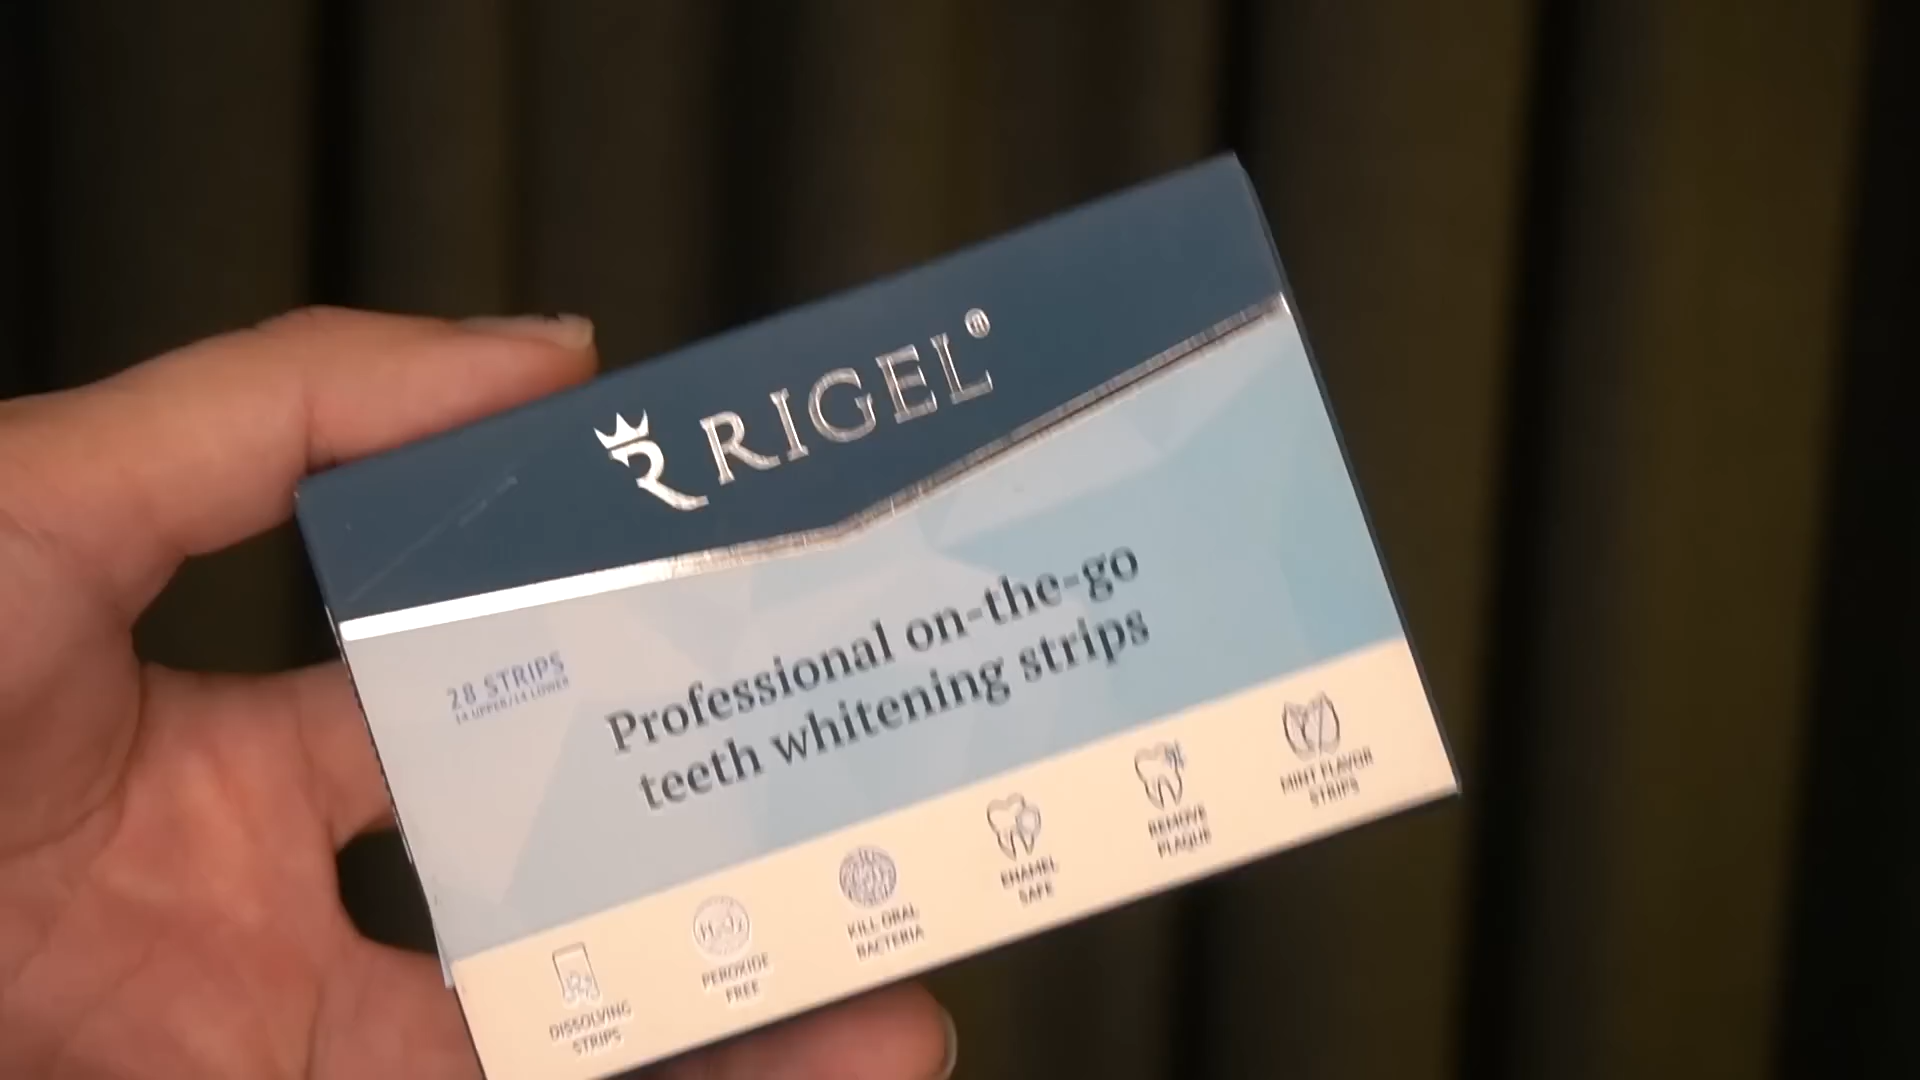 R RIGEL®
28 STRIPS
14 UPPER/14 LOWER
Professional on-the-go
teeth whitening strips
DISSOLVING
STRIPS
PEROXIDE
FREE
KILL ORAL
BACTERIA
ENAMEL
SAFE
REMOVE
PLAQUE
MINT FLAVOR
STRIPS